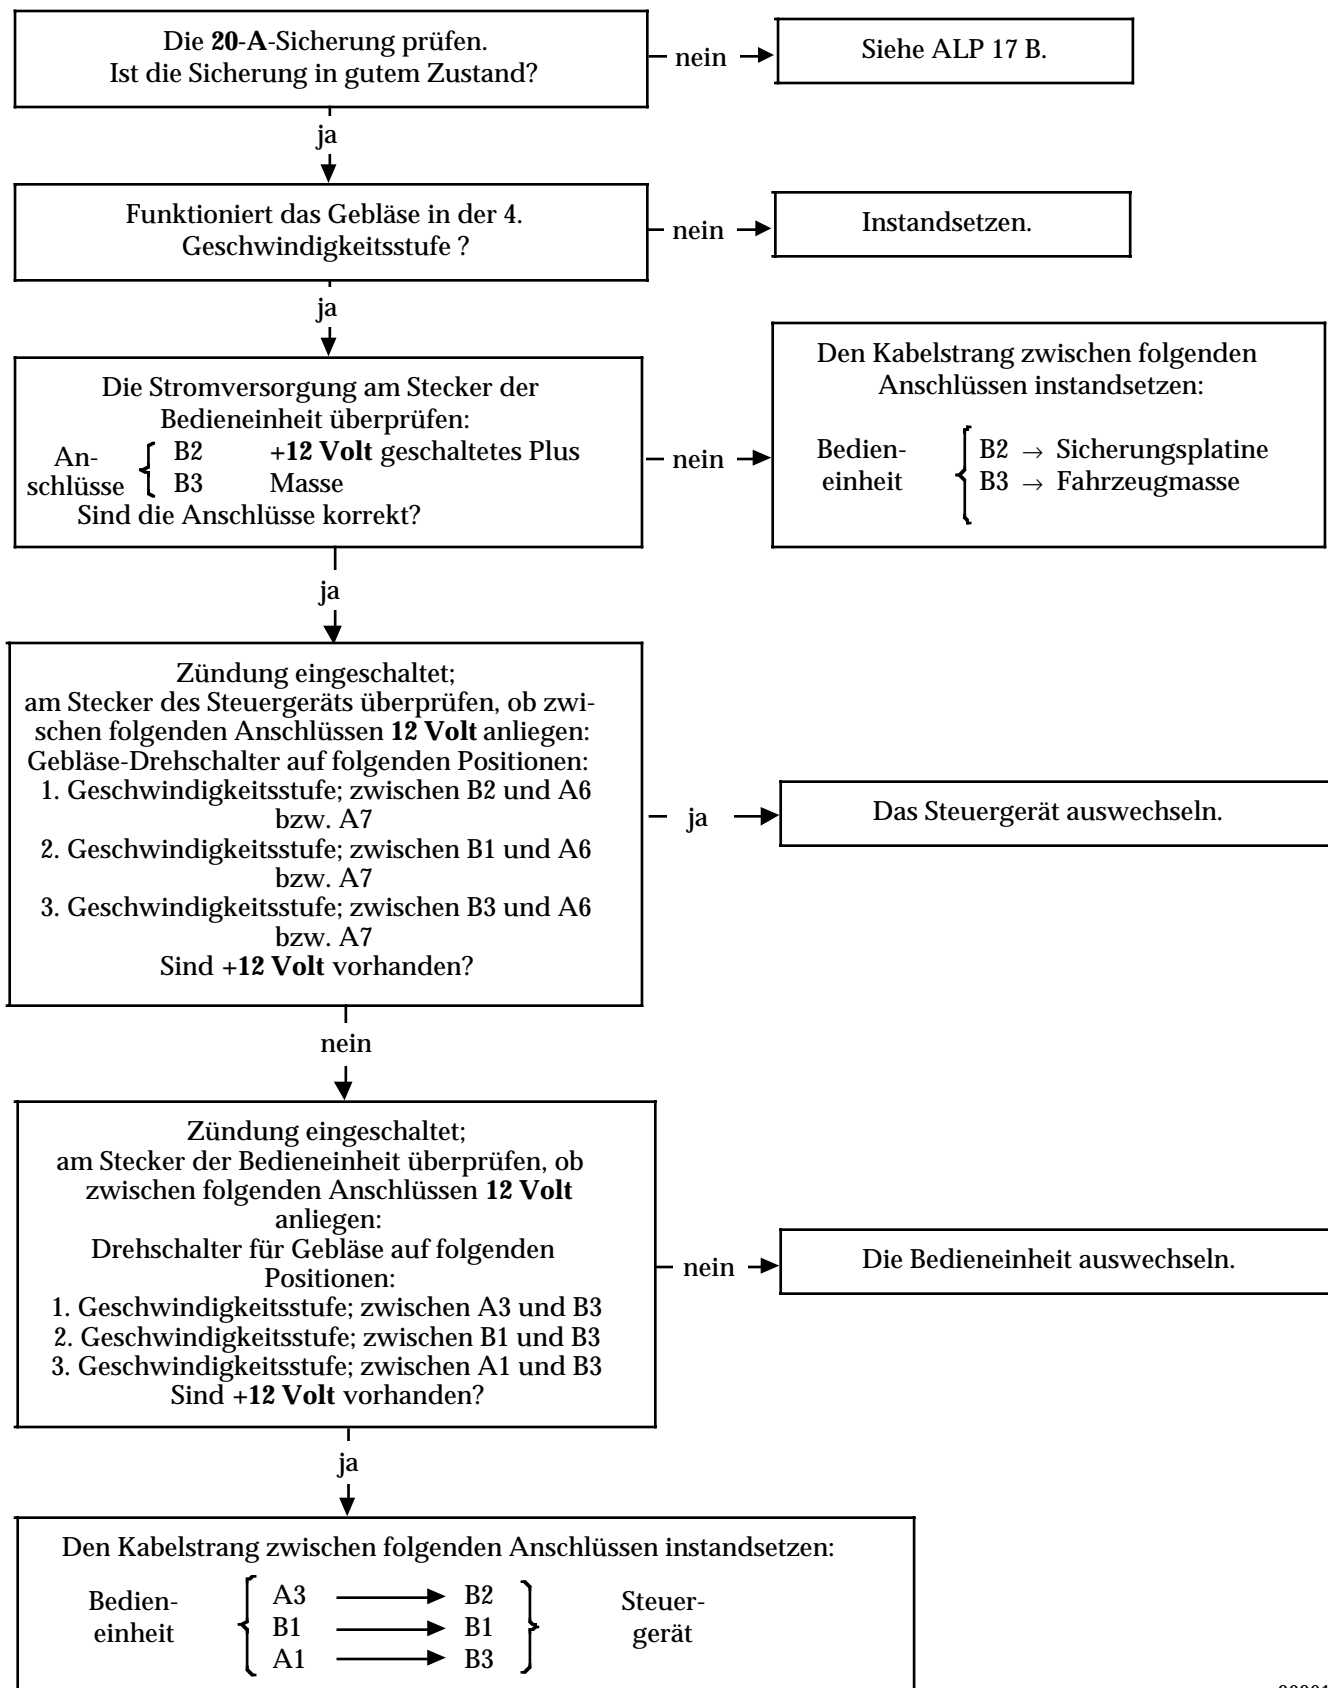 Die 20-A-Sicherung prüfen.
Ist die Sicherung in gutem Zustand?
nein
Siehe ALP 17 B.
ja
Funktioniert das Gebläse in der 4.
Geschwindigkeitsstufe ?
nein
Instandsetzen.
ja
Die Stromversorgung am Stecker der
Bedieneinheit überprüfen:
An-
schlüsse
B2 +12 Volt geschaltetes Plus
B3 Masse
Sind die Anschlüsse korrekt?
nein
Den Kabelstrang zwischen folgenden
Anschlüssen instandsetzen:
Bedien-
einheit
B2 → Sicherungsplatine
B3 → Fahrzeugmasse
ja
Zündung eingeschaltet;
am Stecker des Steuergeräts überprüfen, ob zwi-
schen folgenden Anschlüssen 12 Volt anliegen:
Gebläse-Drehschalter auf folgenden Positionen:
1. Geschwindigkeitsstufe; zwischen B2 und A6
bzw. A7
2. Geschwindigkeitsstufe; zwischen B1 und A6
bzw. A7
3. Geschwindigkeitsstufe; zwischen B3 und A6
bzw. A7
Sind +12 Volt vorhanden?
ja
Das Steuergerät auswechseln.
nein
Zündung eingeschaltet;
am Stecker der Bedieneinheit überprüfen, ob
zwischen folgenden Anschlüssen 12 Volt
anliegen:
Drehschalter für Gebläse auf folgenden
Positionen:
1. Geschwindigkeitsstufe; zwischen A3 und B3
2. Geschwindigkeitsstufe; zwischen B1 und B3
3. Geschwindigkeitsstufe; zwischen A1 und B3
Sind +12 Volt vorhanden?
nein
Die Bedieneinheit auswechseln.
ja
Den Kabelstrang zwischen folgenden Anschlüssen instandsetzen:
Bedien-
einheit
A3 → B2
B1 → B1
A1 → B3
Steuer-
gerät